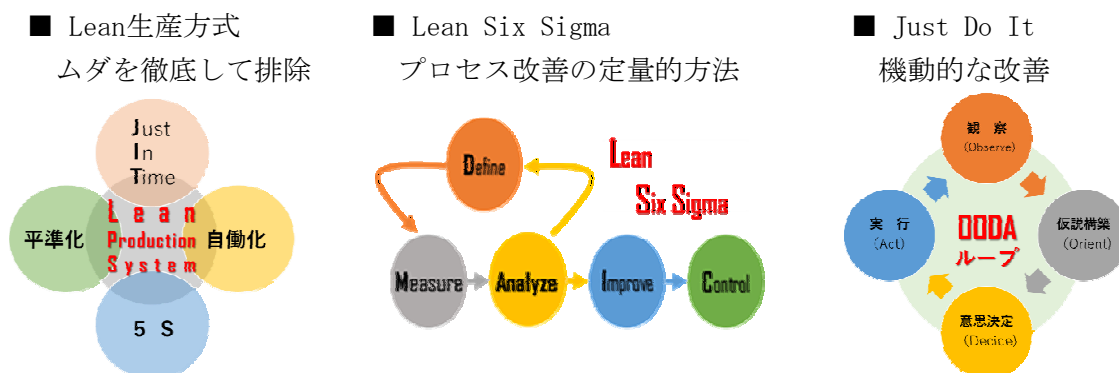 ■ Lean生産方式
ムダを徹底して排除
Just
In
Time
平準化
Lean
Production
System
自働化
5 S
■ Lean Six Sigma
プロセス改善の定量的方法
Define
Lean
Six Sigma
Measure
Analyze
Improve
Control
■ Just Do It
機動的な改善
観 察
(Observe)
実 行
(Act)
OODA
ループ
仮説構築
(Orient)
意思決定
(Decice)